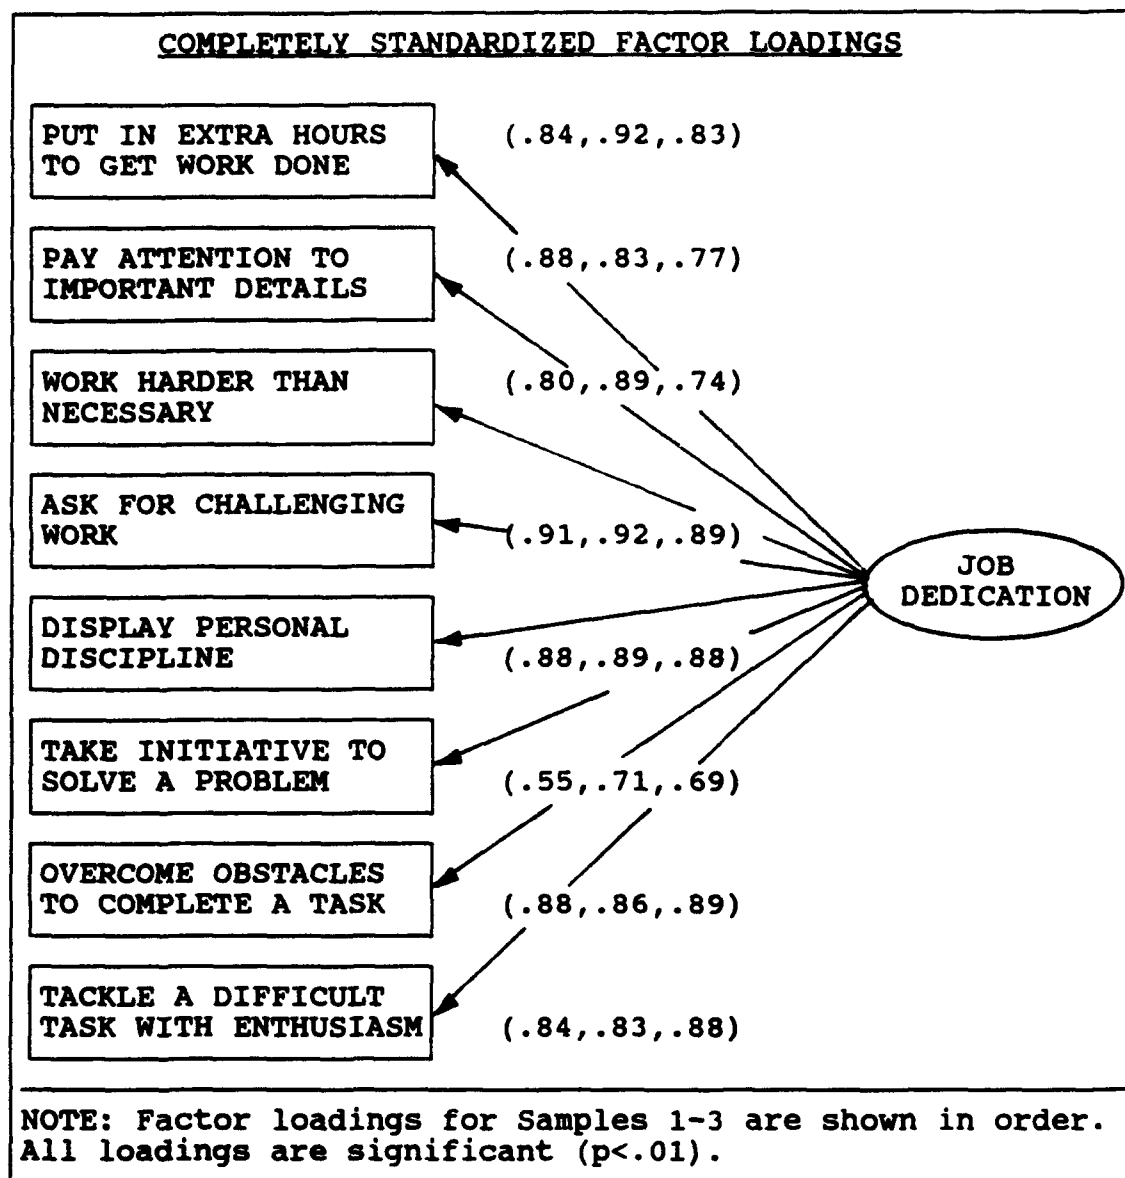 COMPLETELY STANDARDIZED FACTOR LOADINGS
PUT IN EXTRA HOURS
TO GET WORK DONE
(.84,.92,.83)
PAY ATTENTION TO
IMPORTANT DETAILS
(.88,.83,.77)
WORK HARDER THAN
NECESSARY
(.80,.89,.74)
ASK FOR CHALLENGING
WORK
(.91,.92,.89)
JOB
DEDICATION
DISPLAY PERSONAL
DISCIPLINE
(.88,.89,.88)
TAKE INITIATIVE TO
SOLVE A PROBLEM
(.55,.71,.69)
OVERCOME OBSTACLES
TO COMPLETE A TASK
(.88,.86,.89)
TACKLE A DIFFICULT
TASK WITH ENTHUSIASM
(.84,.83,.88)
NOTE: Factor loadings for Samples 1-3 are shown in order.
All loadings are significant (p<.01).